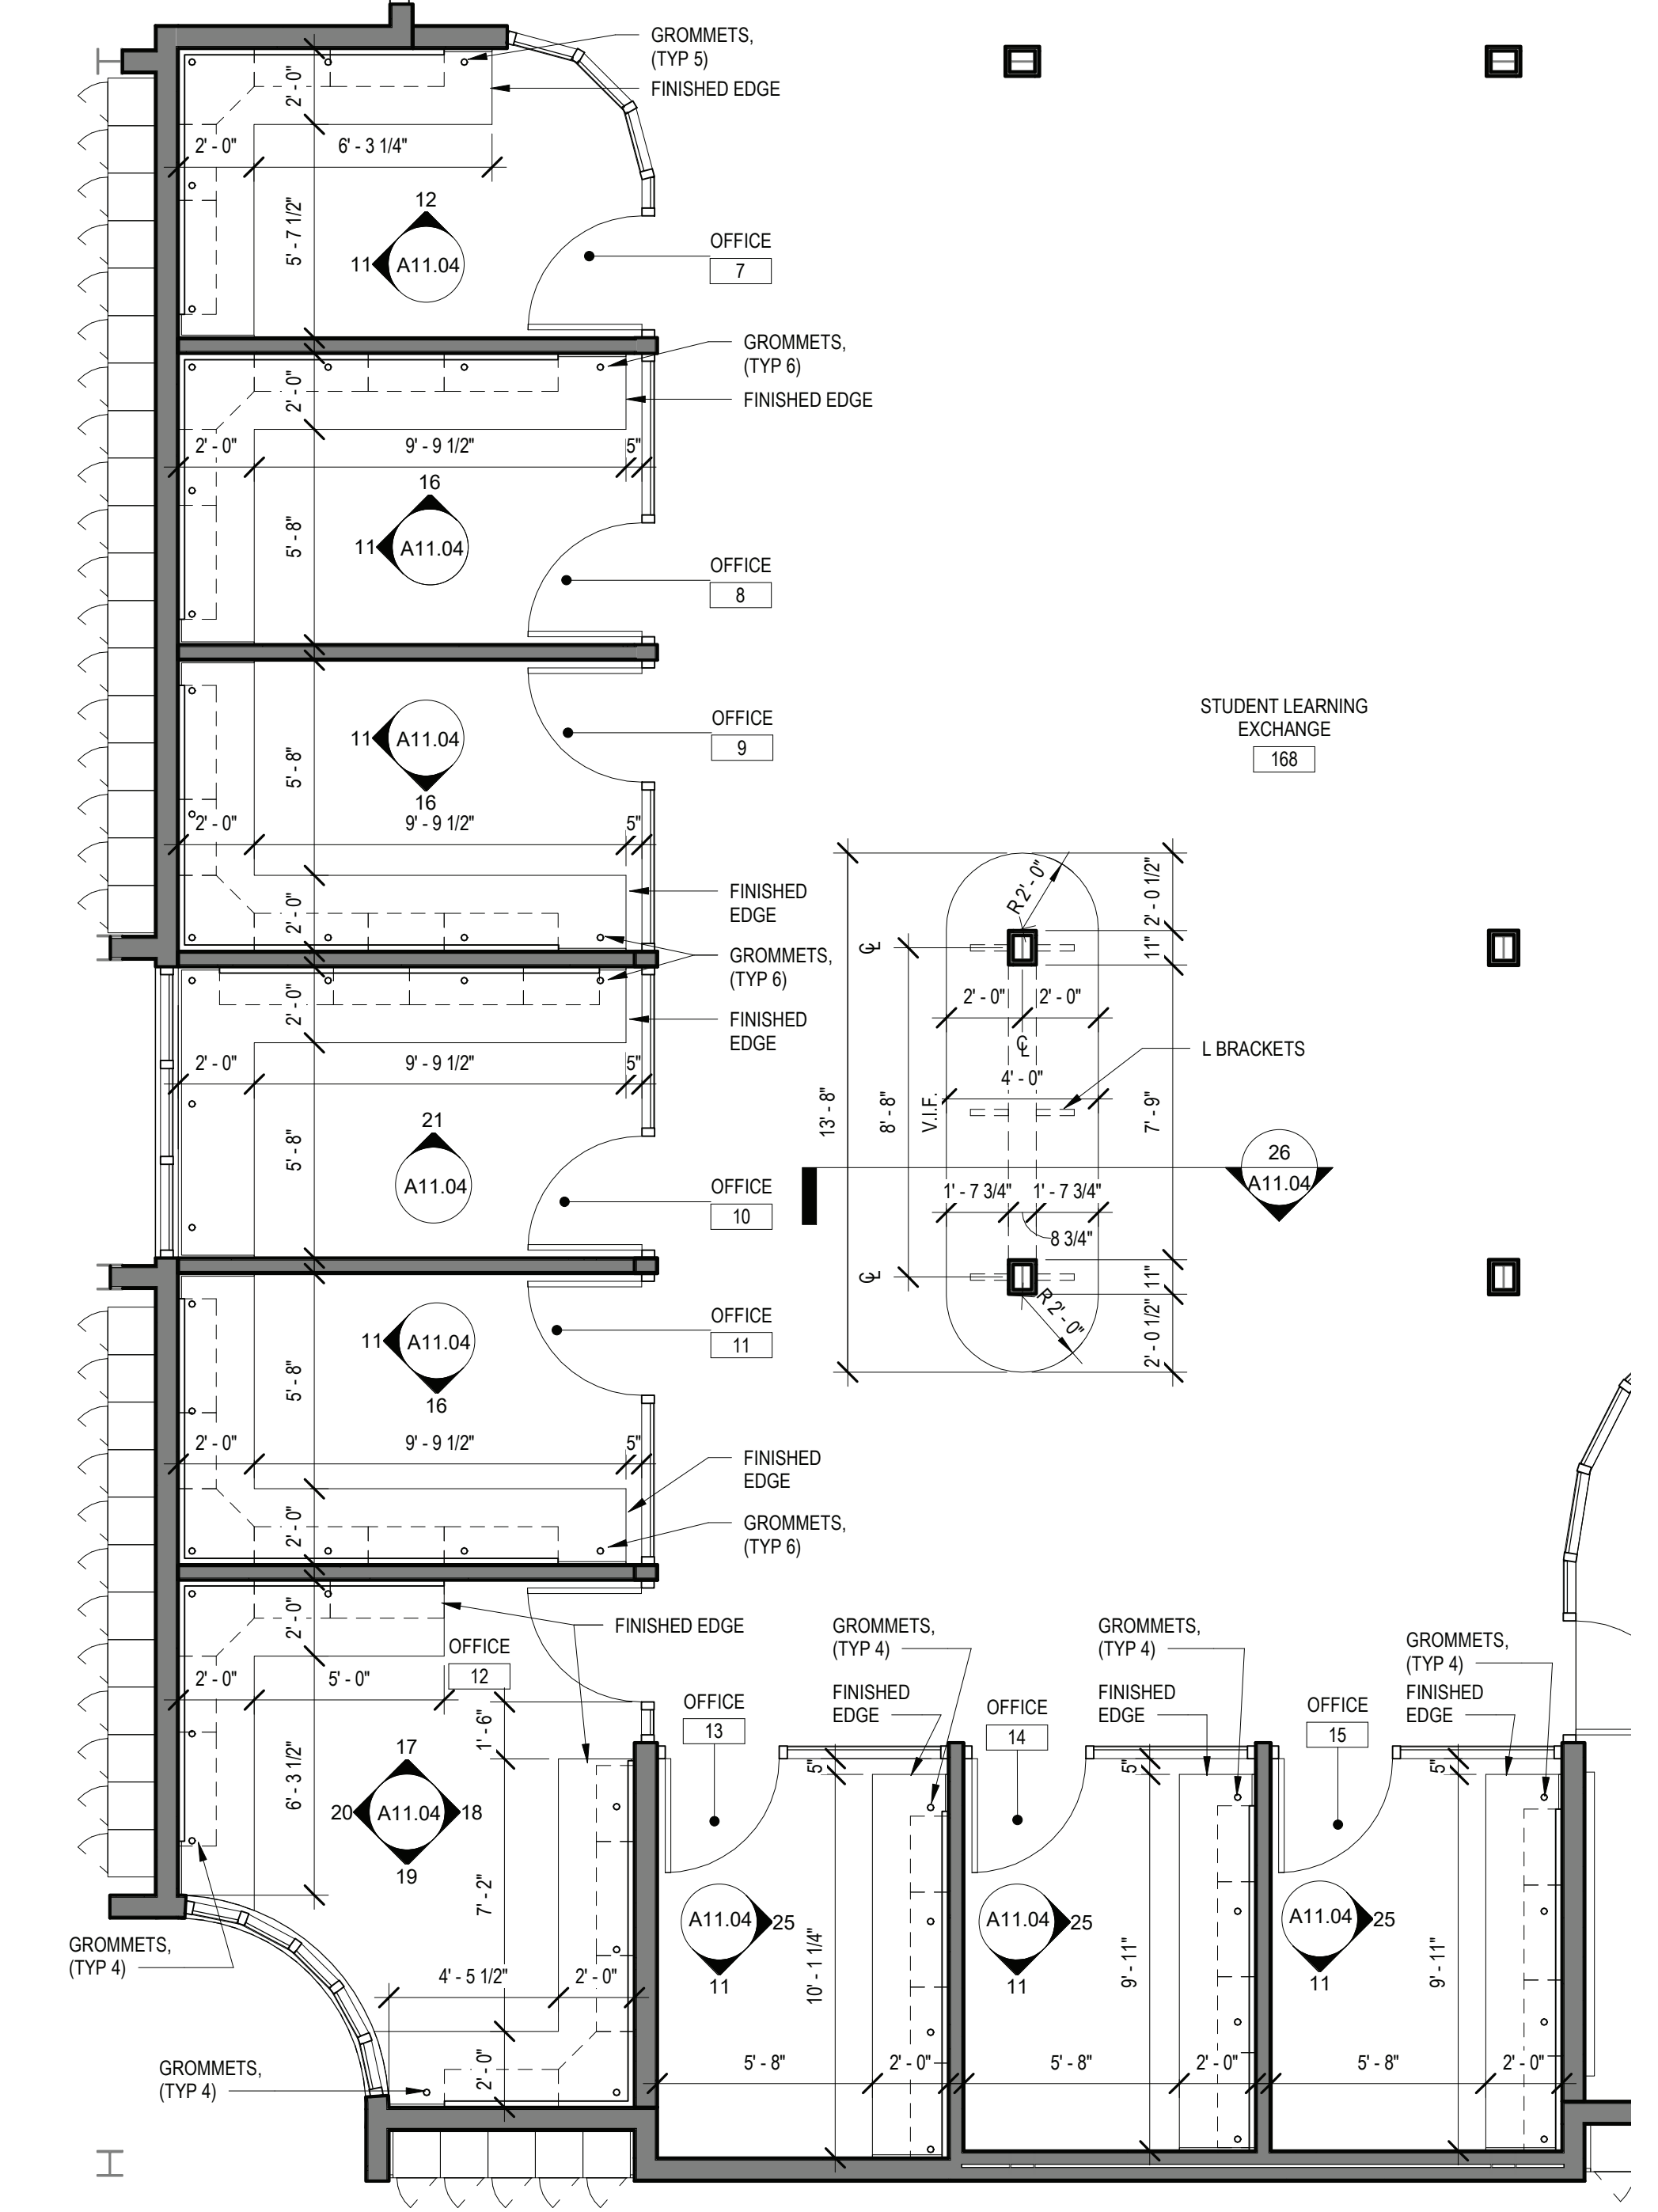 GROMMETS,
(TYP 5)
FINISHED EDGE
2' - 0"
2' - 0"
6' - 3 1/4"
5' - 7 1/2"
12
11
A11.04
OFFICE
7
GROMMETS,
(TYP 6)
FINISHED EDGE
2' - 0"
2' - 0"
9' - 9 1/2"
5"
16
5' - 8"
11
A11.04
OFFICE
8
OFFICE
9
11
A11.04
16
5' - 8"
2' - 0"
9' - 9 1/2"
5"
2' - 0"
FINISHED
EDGE
GROMMETS,
(TYP 6)
FINISHED
EDGE
2' - 0"
2' - 0"
9' - 9 1/2"
5"
21
A11.04
5' - 8"
OFFICE
10
STUDENT LEARNING
EXCHANGE
168
R 2' - 0"
2' - 0 1/2"
11"
CL
2' - 0"
2' - 0"
CL
L BRACKETS
4' - 0"
13' - 8"
8' - 8"
V.I.F.
7' - 9"
26
A11.04
1' - 7 3/4"
1' - 7 3/4"
8 3/4"
CL
11"
R 2' - 0"
2' - 0 1/2"
11
A11.04
16
OFFICE
11
5' - 8"
2' - 0"
9' - 9 1/2"
5"
FINISHED
EDGE
2' - 0"
GROMMETS,
(TYP 6)
2' - 0"
FINISHED EDGE
OFFICE
12
2' - 0"
5' - 0"
1' - 6"
6' - 3 1/2"
17
20
A11.04
18
19
7' - 2"
GROMMETS,
(TYP 4)
4' - 5 1/2"
2' - 0"
2' - 0"
GROMMETS,
(TYP 4)
GROMMETS,
(TYP 4)
FINISHED
EDGE
OFFICE
13
5"
A11.04
25
11
10' - 1 1/4"
5' - 8"
2' - 0"
GROMMETS,
(TYP 4)
FINISHED
EDGE
OFFICE
14
5"
A11.04
25
11
9' - 11"
5' - 8"
2' - 0"
GROMMETS,
(TYP 4)
FINISHED
EDGE
OFFICE
15
5"
A11.04
25
11
9' - 11"
5' - 8"
2' - 0"